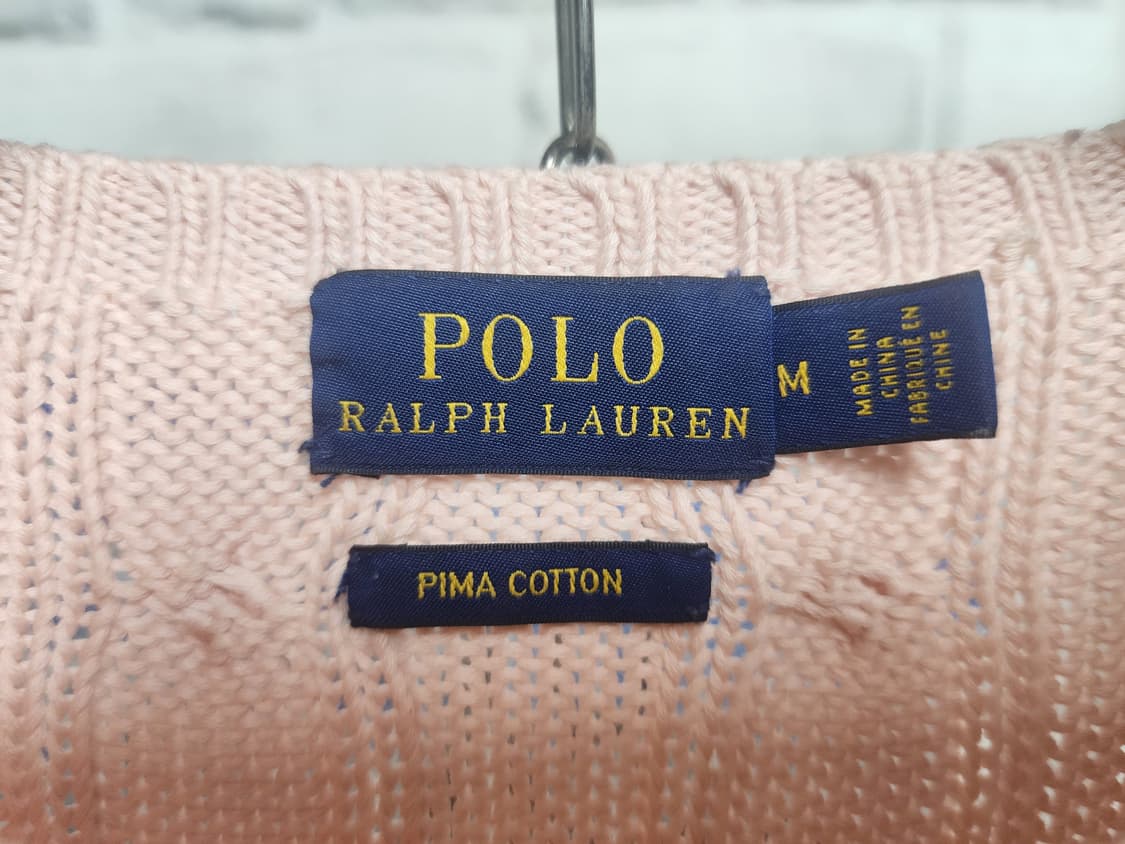 POLO
RALPH LAUREN
M
MADE IN
CHINA
FABRIQUÉ EN
CHINE
PIMA COTTON